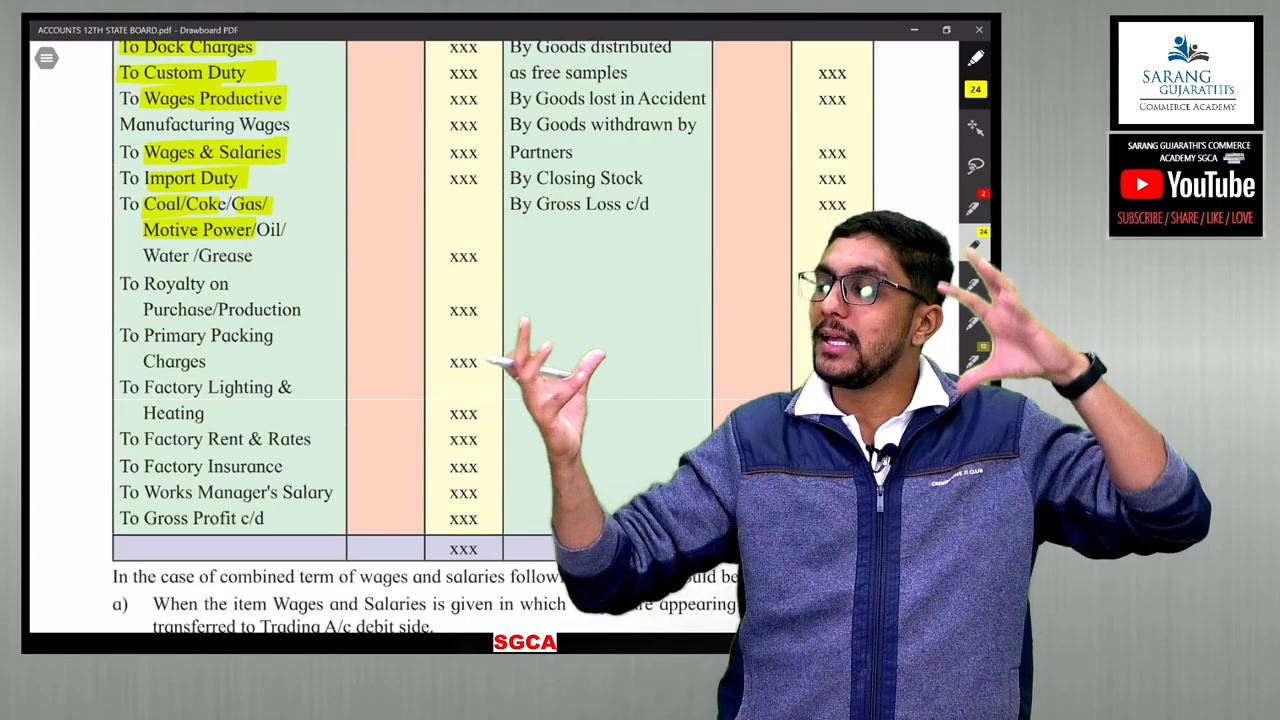 ACCOUNTS 12TH STATE BOARD.pdf - Drawboard PDF
To Dock Charges xxx By Goods distributed
To Custom Duty xxx as free samples xxx
To Wages Productive xxx By Goods lost in Accident xxx
Manufacturing Wages xxx By Goods withdrawn by
To Wages & Salaries xxx Partners xxx
To Import Duty xxx By Closing Stock xxx
To Coal/Coke/Gas/ xxx By Gross Loss c/d xxx
Motive Power/Oil/
Water /Grease xxx
To Royalty on
Purchase/Production xxx
To Primary Packing
Charges xxx
To Factory Lighting &
Heating xxx
To Factory Rent & Rates xxx
To Factory Insurance xxx
To Works Manager's Salary xxx
To Gross Profit c/d xxx
xxx
In the case of combined term of wages and salaries be
a) When the item Wages and Salaries is given in which appearing
transferred to Trading A/c debit side.
SGCA
24
2
24
12
SARANG
GUJARATHI'S
COMMERCE ACADEMY
SARANG GUJARATHI'S COMMERCE
ACADEMY SGCA
YouTube
SUBSCRIBE / SHARE / LIKE / LOVE
CLUB